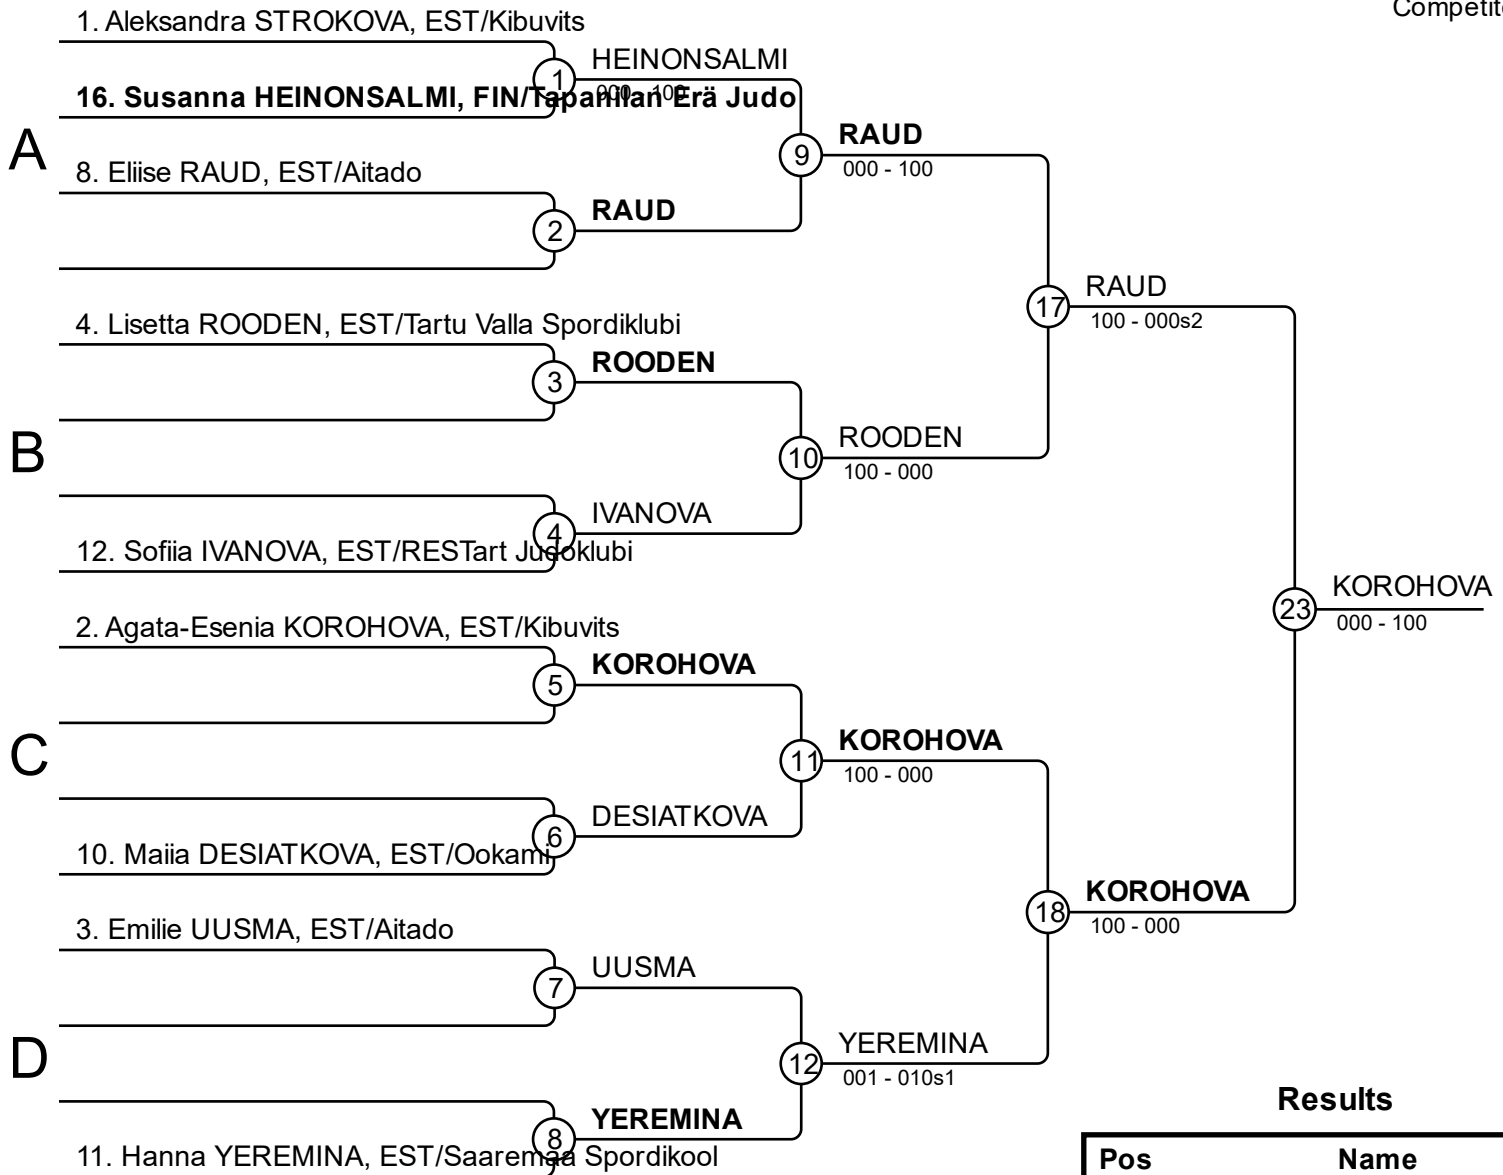 Competit
1. Aleksandra STROKOVA, EST/Kibuvits
HEINONSALMI
1
000 - 100
16. Susanna HEINONSALMI, FIN/Tapanilan Erä Judo
A
RAUD
9
000 - 100
8. Eliise RAUD, EST/Aitado
RAUD
2
RAUD
17
100 - 000s2
4. Lisetta ROODEN, EST/Tartu Valla Spordiklubi
ROODEN
3
B
ROODEN
10
100 - 000
IVANOVA
4
12. Sofiia IVANOVA, EST/RESTart Judoklubi
KOROHOVA
23
000 - 100
2. Agata-Esenia KOROHOVA, EST/Kibuvits
KOROHOVA
5
C
KOROHOVA
11
100 - 000
DESIATKOVA
6
10. Maiia DESIATKOVA, EST/Ookami
KOROHOVA
18
100 - 000
3. Emilie UUSMA, EST/Aitado
UUSMA
7
D
YEREMINA
12
001 - 010s1
YEREMINA
8
11. Hanna YEREMINA, EST/Saaremaa Spordikool
Results
Pos Name